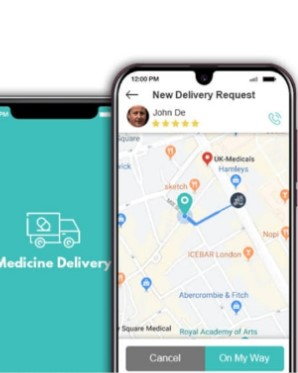 PM
Medicine Delivery
12:00 PM
New Delivery Request
John De
UK-Medicals
Hamleys
sketch
ICEBAR London
Abercrombie & Fitch
Square Medical
Royal Academy of Arts
Cancel
On My Way